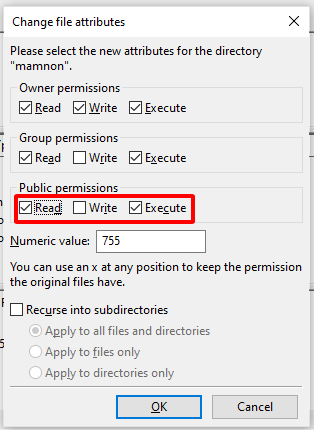 Change file attributes
Please select the new attributes for the directory
"mamnon".
Owner permissions
Read Write Execute
Group permissions
Read Write Execute
Public permissions
Read Write Execute
Numeric value: 755
You can use an x at any position to keep the permission
the original files have.
Recurse into subdirectories
Apply to all files and directories
Apply to files only
Apply to directories only
OK Cancel